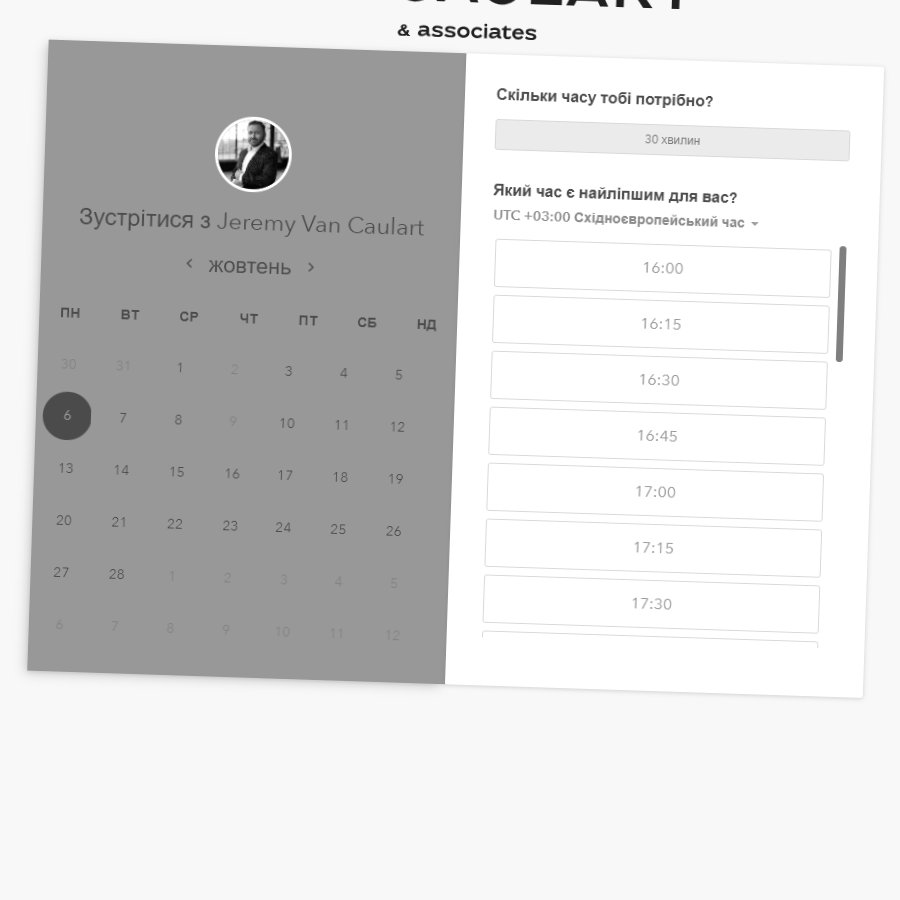 & associates
Зустрітися з Jeremy Van Caulart
жовтень
ПН ВТ СР ЧТ ПТ СБ НД
30 31 1 2 3 4 5
6 7 8 9 10 11 12
13 14 15 16 17 18 19
20 21 22 23 24 25 26
27 28 1 2 3 4 5
6 7 8 9 10 11 12
Скільки часу тобі потрібно?
30 хвилин
Який час є найліпшим для вас?
UTC +03:00 Східноєвропейський час
16:00
16:15
16:30
16:45
17:00
17:15
17:30